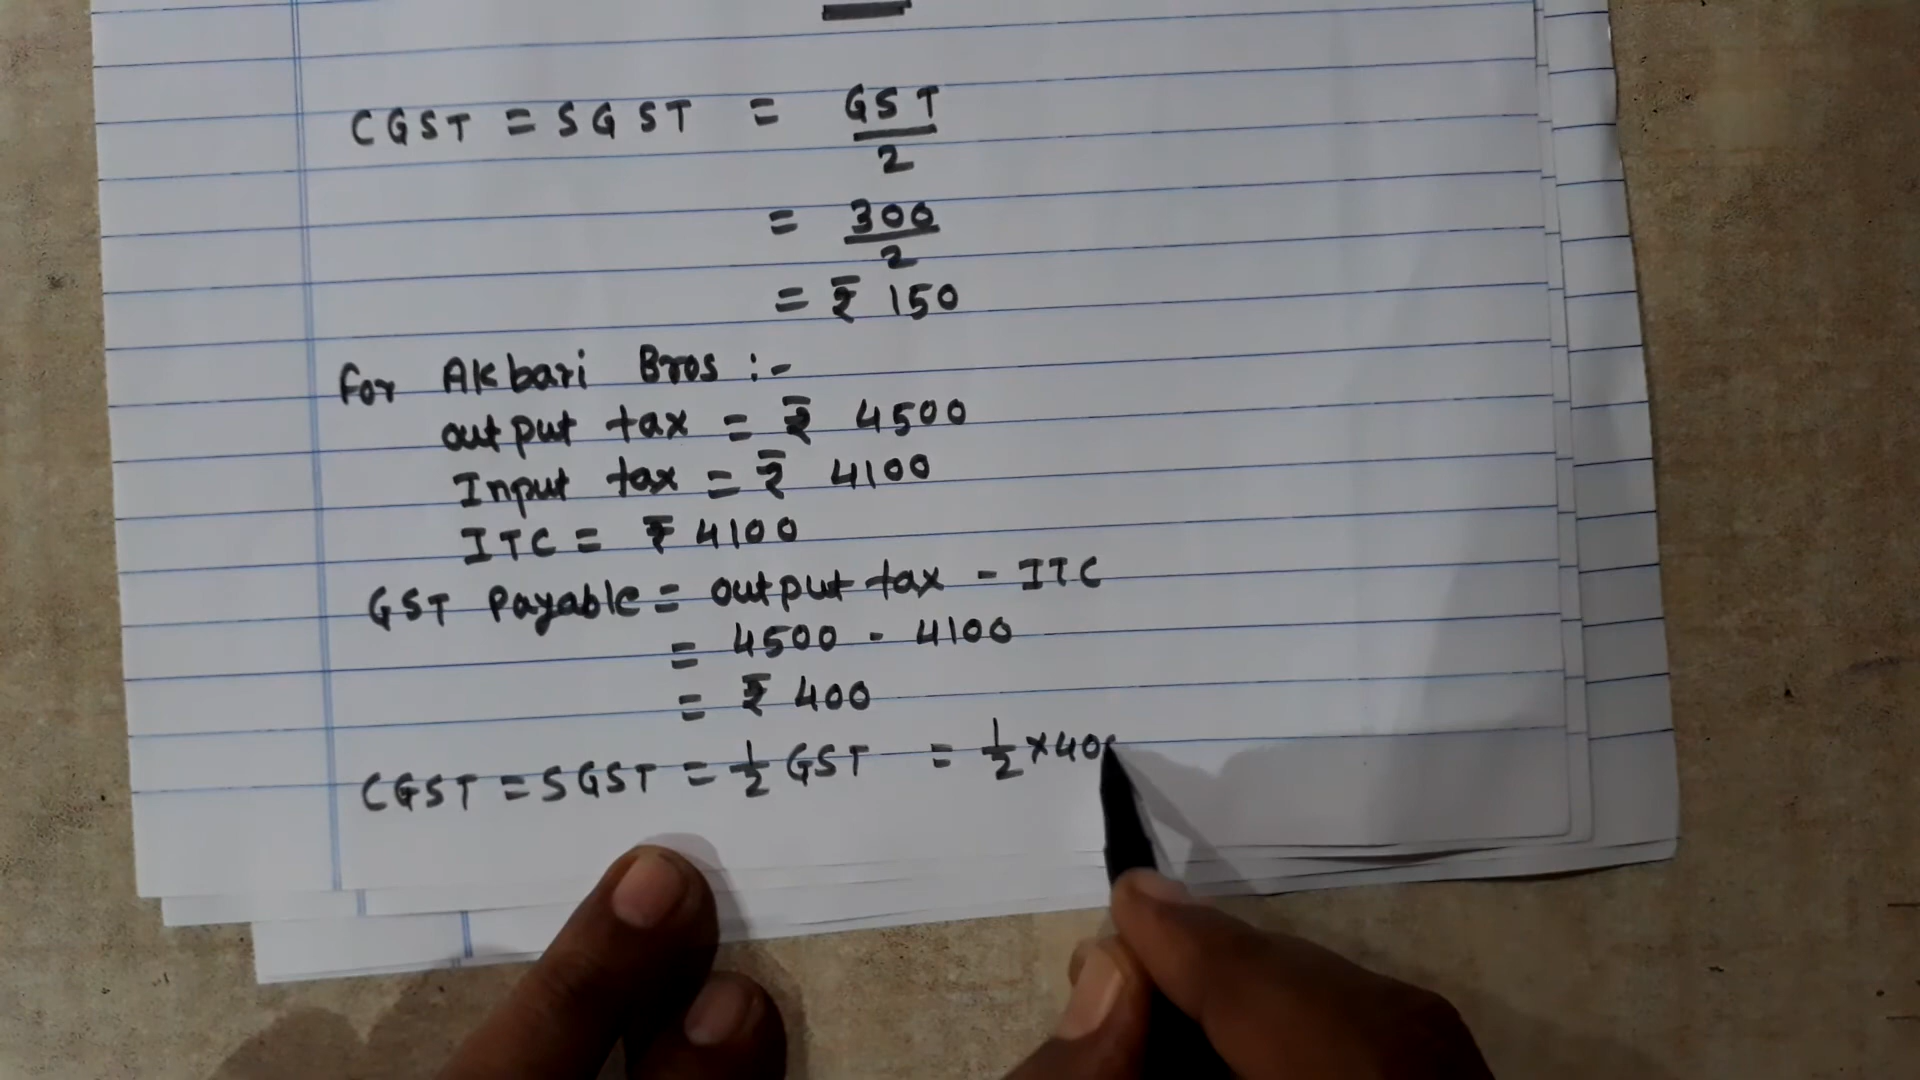 CGST = SGST = GST/2
= 300/2
= ₹ 150
For Akbari Bros :-
output tax = ₹ 4500
Input tax = ₹ 4100
ITC = ₹ 4100
GST Payable = output tax - ITC
= 4500 - 4100
= ₹ 400
CGST = SGST = 1/2 GST = 1/2 × 400